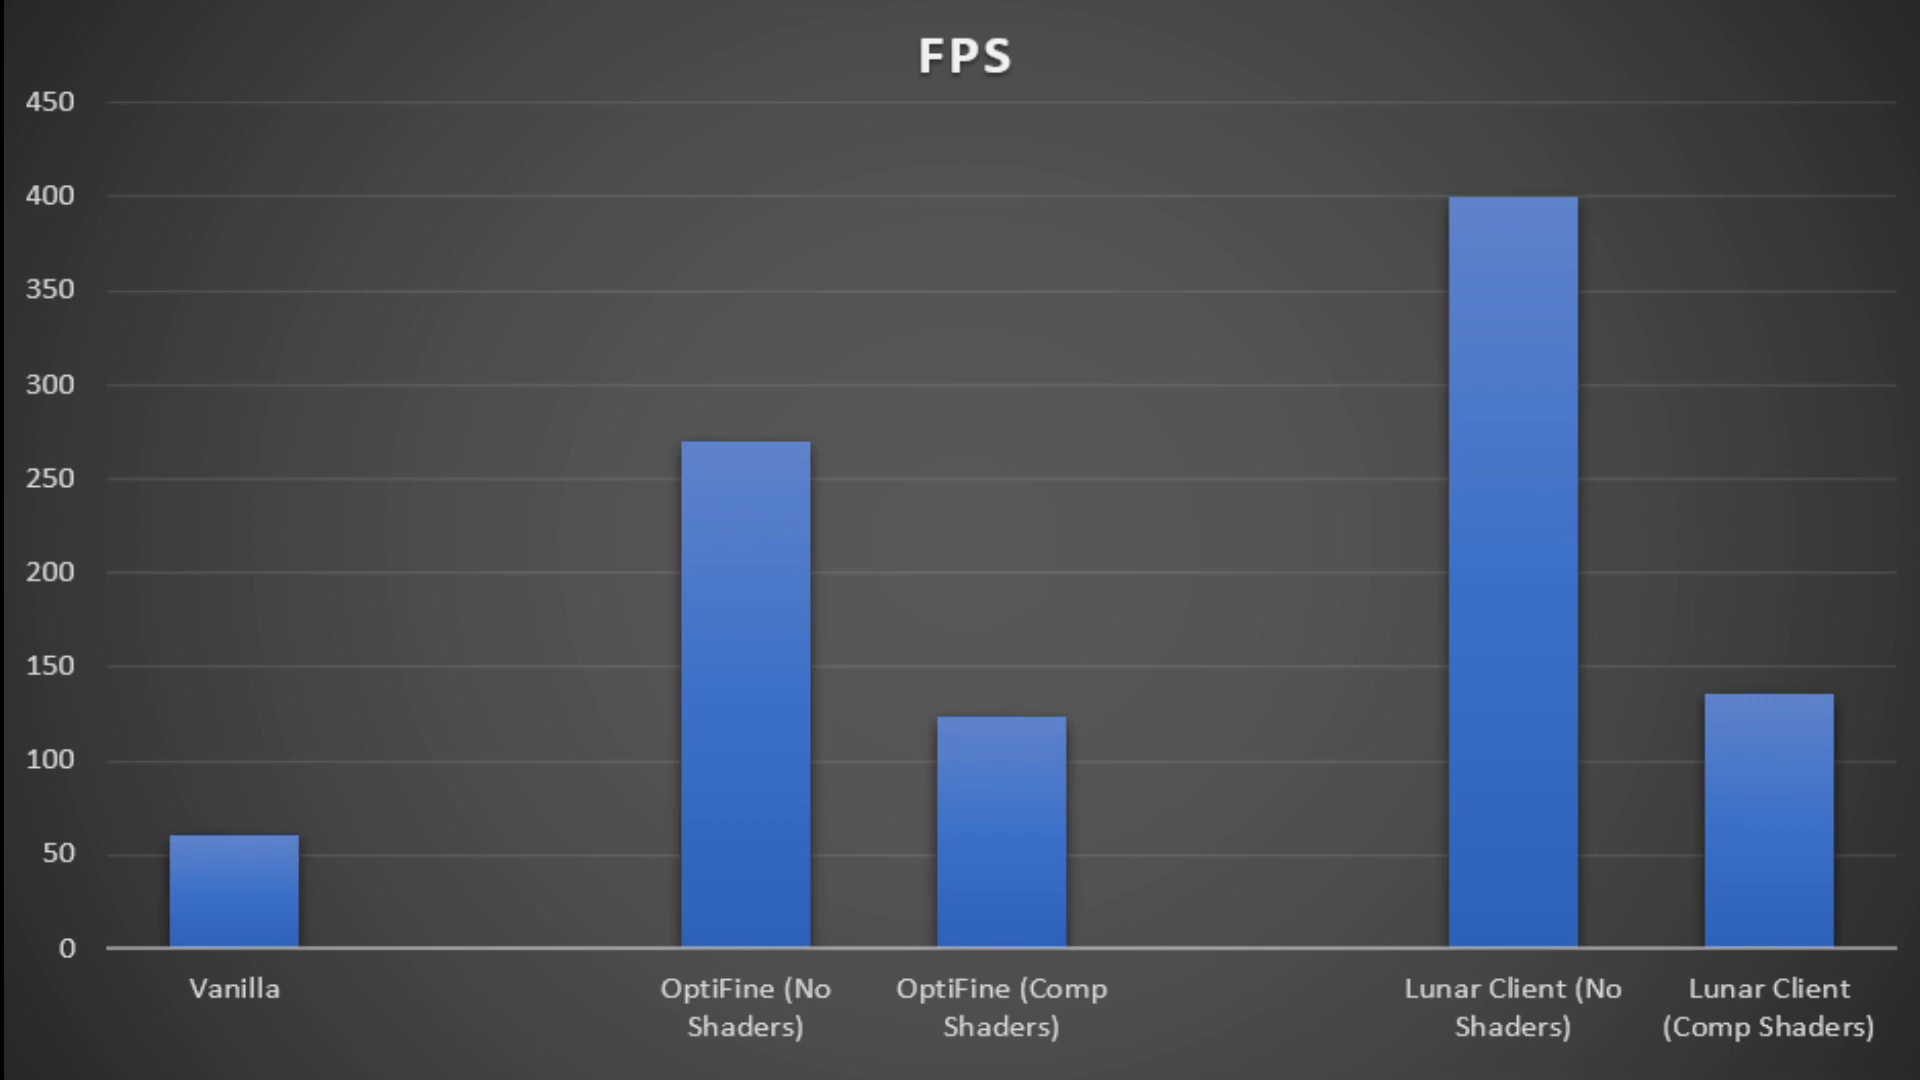 FPS
450
400
350
300
250
200
150
100
50
0
Vanilla
OptiFine (No
Shaders)
OptiFine (Comp
Shaders)
Lunar Client (No
Shaders)
Lunar Client
(Comp Shaders)